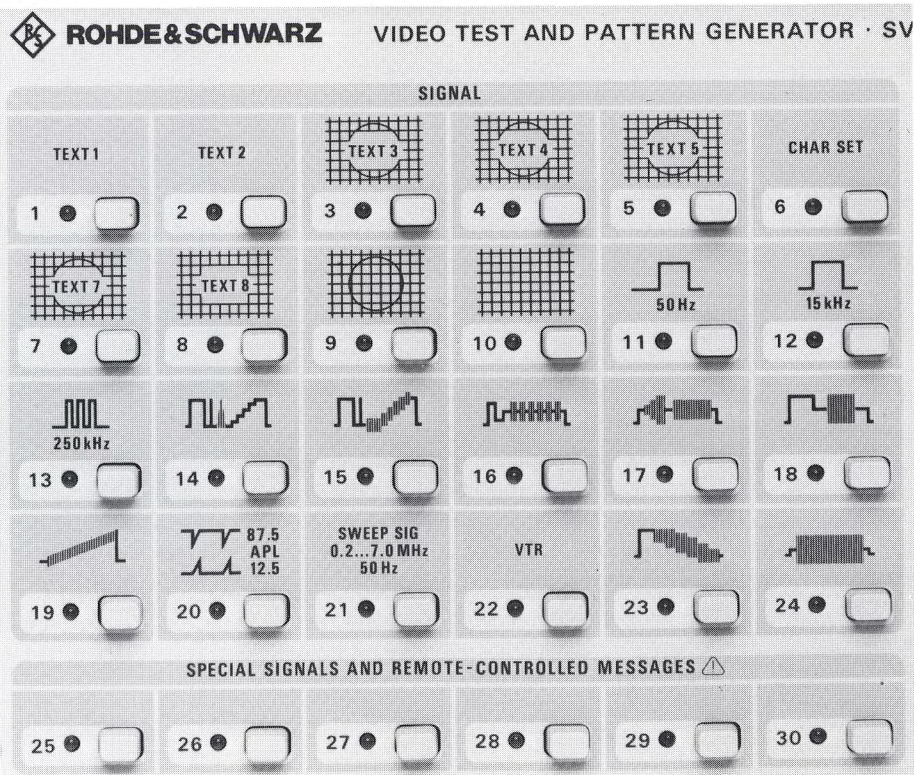 R&S ROHDE & SCHWARZ VIDEO TEST AND PATTERN GENERATOR · SV
SIGNAL
TEXT 1 TEXT 2 TEXT 3 TEXT 4 TEXT 5 CHAR SET
1 2 3 4 5 6
TEXT 7 TEXT 8 50 Hz 15 kHz
7 8 9 10 11 12
250 kHz
13 14 15 16 17 18
87.5 SWEEP SIG
APL 0.2...7.0 MHz VTR
12.5 50 Hz
19 20 21 22 23 24
SPECIAL SIGNALS AND REMOTE-CONTROLLED MESSAGES ⚠
25 26 27 28 29 30